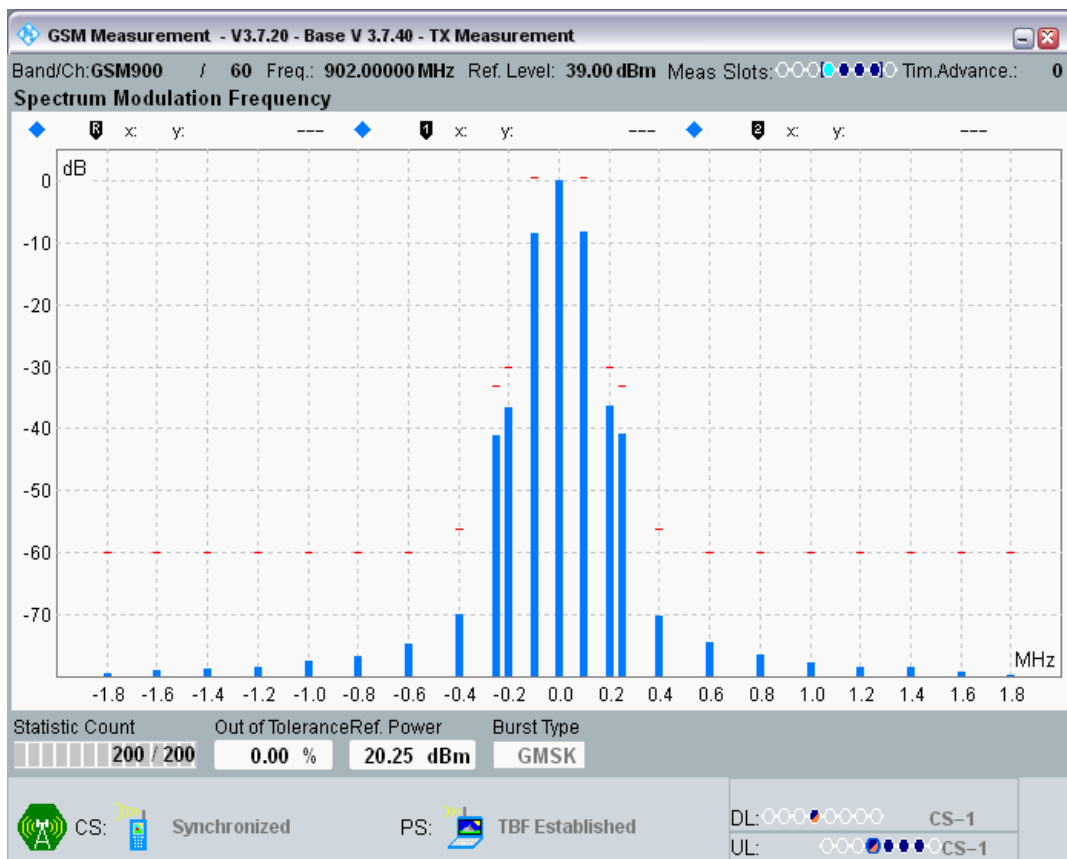 GSM Measurement - V3.7.20 - Base V 3.7.40 - TX Measurement
Band/Ch:GSM900 / 60 Freq.: 902.00000 MHz Ref. Level: 39.00 dBm Meas Slots: Tim.Advance.: 0
Spectrum Modulation Frequency
R x: y: --- 1 x: y: --- 2 x: y: ---
dB
0
-10
-20
-30
-40
-50
-60
-70
MHz
-1.8 -1.6 -1.4 -1.2 -1.0 -0.8 -0.6 -0.4 -0.2 0.0 0.2 0.4 0.6 0.8 1.0 1.2 1.4 1.6 1.8
Statistic Count Out of Tolerance Ref. Power Burst Type
200 / 200 0.00 % 20.25 dBm GMSK
CS: Synchronized PS: TBF Established DL: CS-1
UL: CS-1